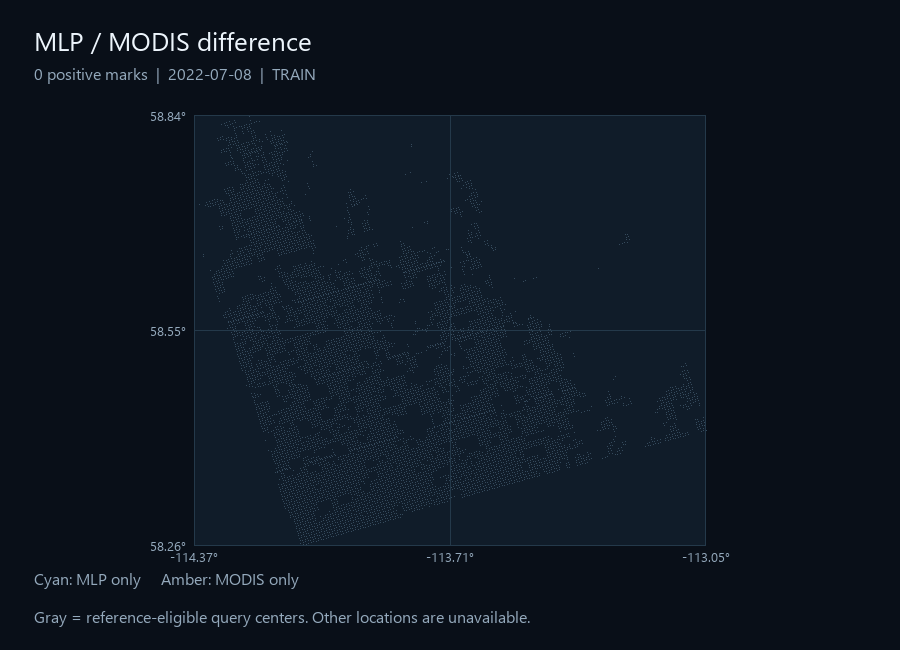 MLP / MODIS difference
0 positive marks | 2022-07-08 | TRAIN
58.84°
58.55°
58.26°
-114.37° -113.71° -113.05°
Cyan: MLP only Amber: MODIS only
Gray = reference-eligible query centers. Other locations are unavailable.